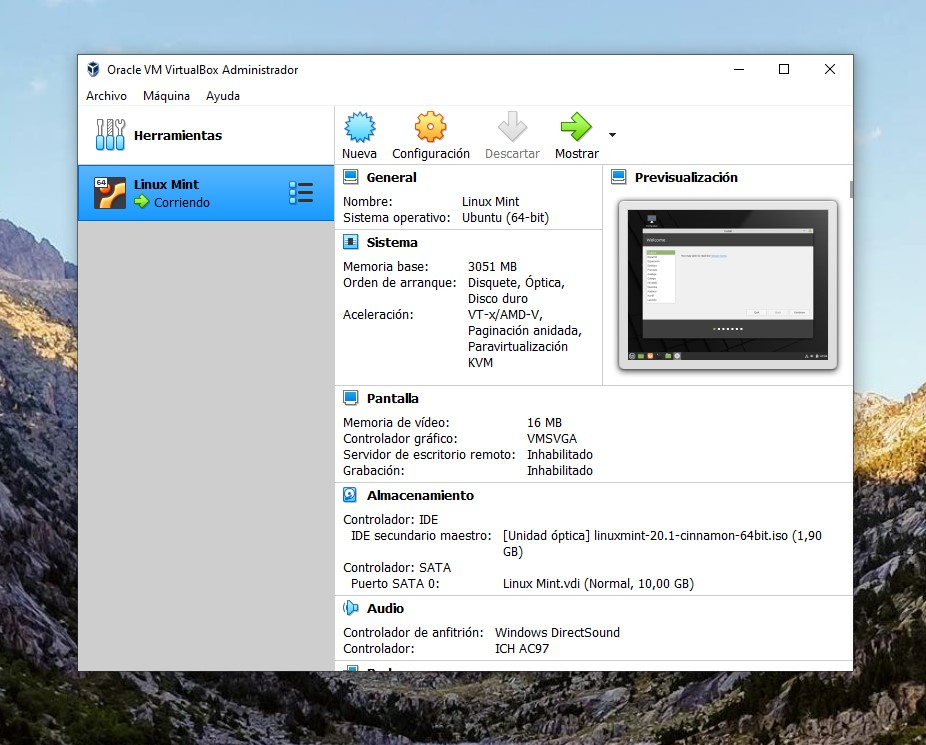 Oracle VM VirtualBox Administrador
Archivo Máquina Ayuda
Herramientas
Nueva Configuración Descartar Mostrar
64
Linux Mint
Corriendo
General
Nombre: Linux Mint
Sistema operativo: Ubuntu (64-bit)
Sistema
Memoria base: 3051 MB
Orden de arranque: Disquete, Óptica,
Disco duro
Aceleración: VT-x/AMD-V,
Paginación anidada,
Paravirtualización
KVM
Previsualización
Welcome
Pantalla
Memoria de vídeo: 16 MB
Controlador gráfico: VMSVGA
Servidor de escritorio remoto: Inhabilitado
Grabación: Inhabilitado
Almacenamiento
Controlador: IDE
IDE secundario maestro: [Unidad óptica] linuxmint-20.1-cinnamon-64bit.iso (1,90
GB)
Controlador: SATA
Puerto SATA 0: Linux Mint.vdi (Normal, 10,00 GB)
Audio
Controlador de anfitrión: Windows DirectSound
Controlador: ICH AC97